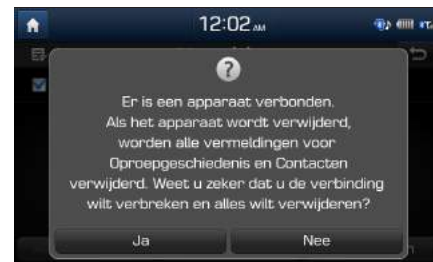 12:02 AM
?
Er is een apparaat verbonden.
Als het apparaat wordt verwijderd,
worden alle vermeldingen voor
Oproepgeschiedenis en Contacten
verwijderd. Weet u zeker dat u de verbinding
wilt verbreken en alles wilt verwijderen?
Ja Nee